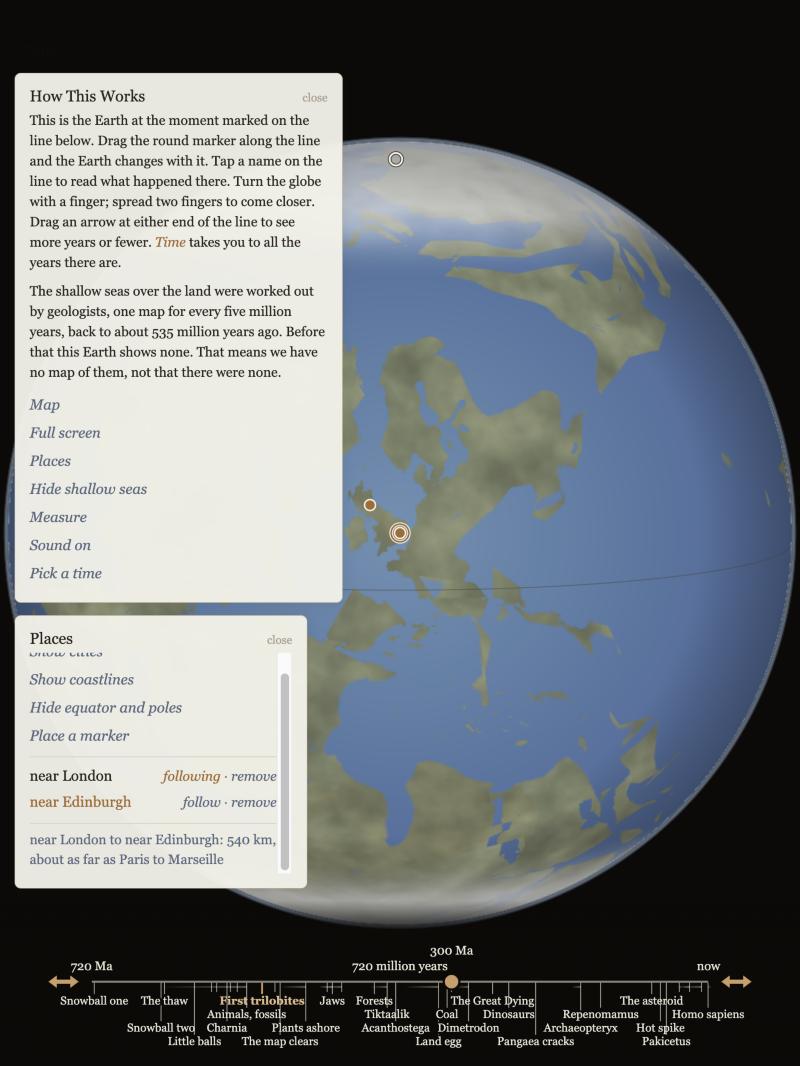 How This Works
close
This is the Earth at the moment marked on the
line below. Drag the round marker along the line
and the Earth changes with it. Tap a name on the
line to read what happened there. Turn the globe
with a finger; spread two fingers to come closer.
Drag an arrow at either end of the line to see
more years or fewer. Time takes you to all the
years there are.
The shallow seas over the land were worked out
by geologists, one map for every five million
years, back to about 535 million years ago. Before
that this Earth shows none. That means we have
no map of them, not that there were none.
Map
Full screen
Places
Hide shallow seas
Measure
Sound on
Pick a time
Places
close
Show cities
Show coastlines
Hide equator and poles
Place a marker
near London following · remove
near Edinburgh follow · remove
near London to near Edinburgh: 540 km,
about as far as Paris to Marseille
300 Ma
720 Ma 720 million years now
Snowball one The thaw First trilobites Jaws Forests The Great Dying The asteroid
Animals, fossils Tiktaalik Coal Dinosaurs Repenomamus Homo sapiens
Snowball two Charnia Plants ashore Acanthostega Dimetrodon Archaeopteryx Hot spike
Little balls The map clears Land egg Pangaea cracks Pakicetus